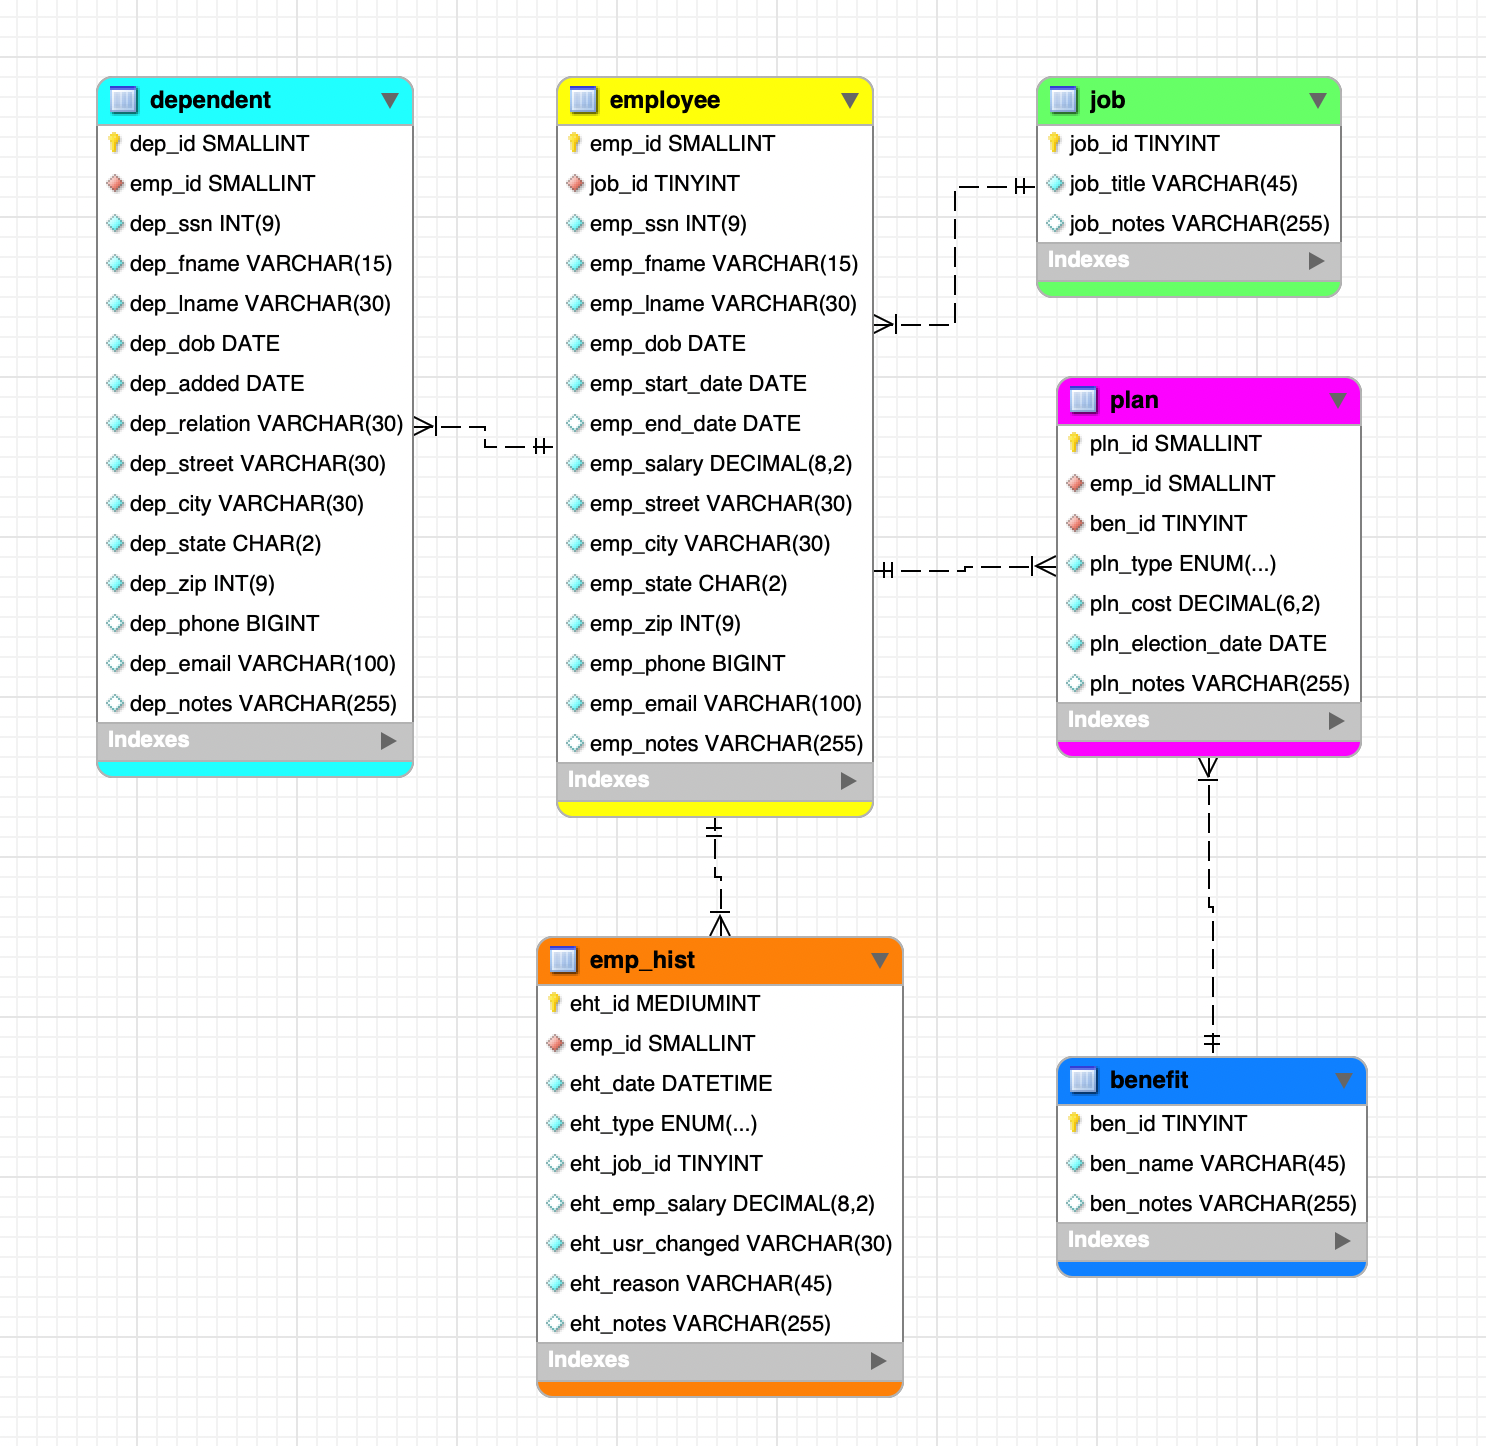 dependent
dep_id SMALLINT
emp_id SMALLINT
dep_ssn INT(9)
dep_fname VARCHAR(15)
dep_lname VARCHAR(30)
dep_dob DATE
dep_added DATE
dep_relation VARCHAR(30)
dep_street VARCHAR(30)
dep_city VARCHAR(30)
dep_state CHAR(2)
dep_zip INT(9)
dep_phone BIGINT
dep_email VARCHAR(100)
dep_notes VARCHAR(255)
Indexes
employee
emp_id SMALLINT
job_id TINYINT
emp_ssn INT(9)
emp_fname VARCHAR(15)
emp_lname VARCHAR(30)
emp_dob DATE
emp_start_date DATE
emp_end_date DATE
emp_salary DECIMAL(8,2)
emp_street VARCHAR(30)
emp_city VARCHAR(30)
emp_state CHAR(2)
emp_zip INT(9)
emp_phone BIGINT
emp_email VARCHAR(100)
emp_notes VARCHAR(255)
Indexes
job
job_id TINYINT
job_title VARCHAR(45)
job_notes VARCHAR(255)
Indexes
plan
pln_id SMALLINT
emp_id SMALLINT
ben_id TINYINT
pln_type ENUM(...)
pln_cost DECIMAL(6,2)
pln_election_date DATE
pln_notes VARCHAR(255)
Indexes
emp_hist
eht_id MEDIUMINT
emp_id SMALLINT
eht_date DATETIME
eht_type ENUM(...)
eht_job_id TINYINT
eht_emp_salary DECIMAL(8,2)
eht_usr_changed VARCHAR(30)
eht_reason VARCHAR(45)
eht_notes VARCHAR(255)
Indexes
benefit
ben_id TINYINT
ben_name VARCHAR(45)
ben_notes VARCHAR(255)
Indexes